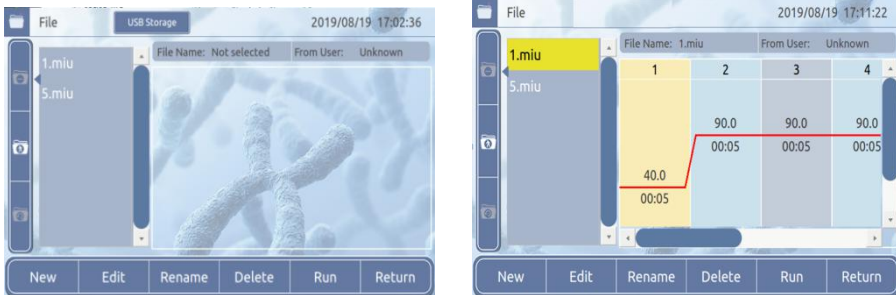 File USB Storage 2019/08/19 17:02:36
File Name: Not selected From User: Unknown
1.miu
5.miu
New Edit Rename Delete Run Return
File 2019/08/19 17:11:22
File Name: 1.miu From User: Unknown
1.miu
5.miu
1 2 3 4
90.0 90.0 90.0
00:05 00:05 00:05
40.0
00:05
New Edit Rename Delete Run Return